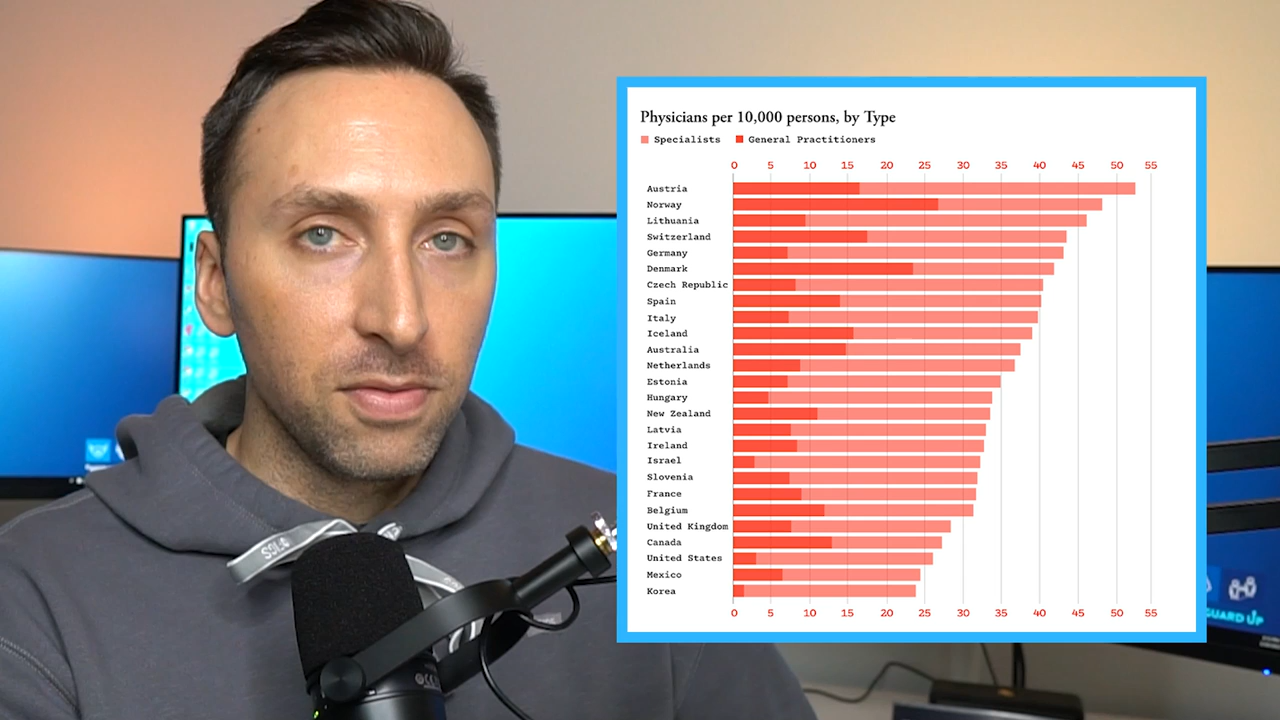 Physicians per 10,000 persons, by Type
Specialists General Practitioners
0 5 10 15 20 25 30 35 40 45 50 55
Austria
Norway
Lithuania
Switzerland
Germany
Denmark
Czech Republic
Spain
Italy
Iceland
Australia
Netherlands
Estonia
Hungary
New Zealand
Latvia
Ireland
Israel
Slovenia
France
Belgium
United Kingdom
Canada
United States
Mexico
Korea
0 5 10 15 20 25 30 35 40 45 50 55
GUARD UP